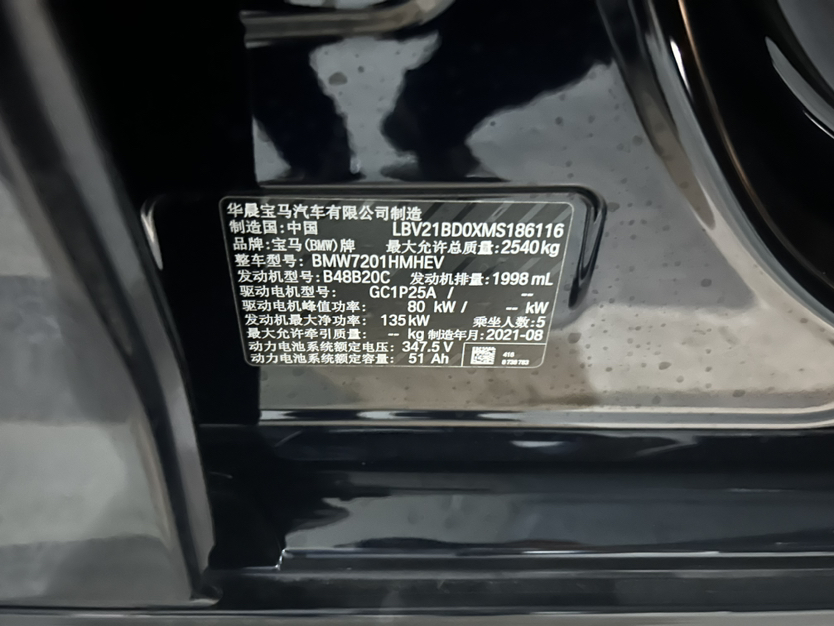 华晨宝马汽车有限公司制造
制造国:中国 LBV21BD0XMS186116
品牌:宝马(BMW)牌 最大允许总质量:2540kg
整车型号: BMW7201HMHEV
发动机型号:B48B20C 发动机排量:1998 mL
驱动电机型号: GC1P25A / --
驱动电机峰值功率: 80 kW / -- kW
发动机最大净功率: 135kW 乘坐人数:5
最大允许牵引质量: -- kg 制造年月:2021-08
动力电池系统额定电压: 347.5 V
动力电池系统额定容量: 51 Ah